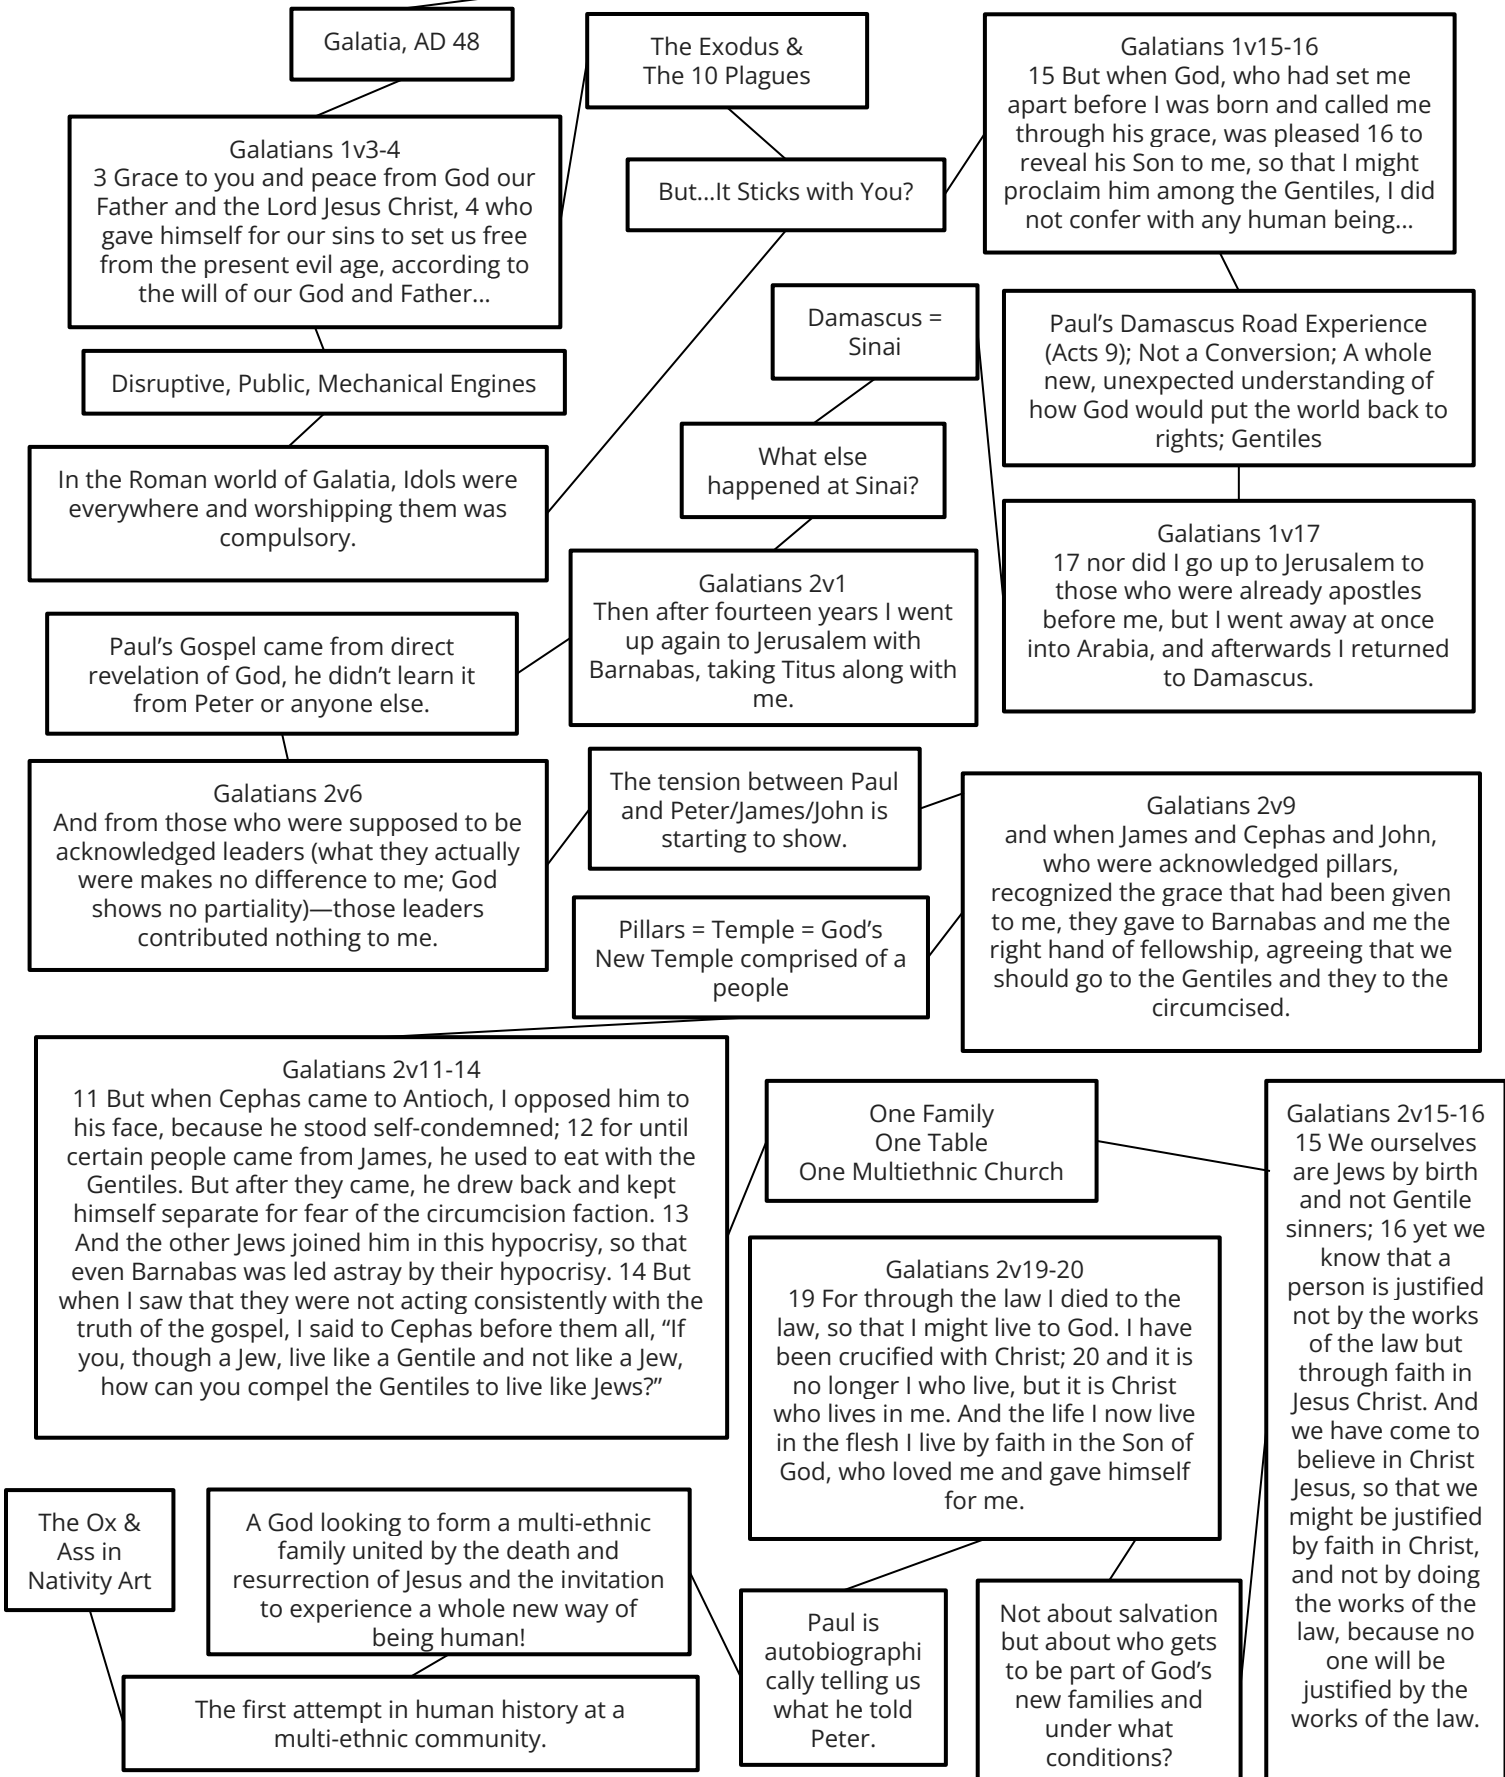 Galatia, AD 48
Galatians 1v3-4
3 Grace to you and peace from God our
Father and the Lord Jesus Christ, 4 who
gave himself for our sins to set us free
from the present evil age, according to
the will of our God and Father...
The Exodus &
The 10 Plagues
But...It Sticks with You?
Galatians 1v15-16
15 But when God, who had set me
apart before I was born and called me
through his grace, was pleased 16 to
reveal his Son to me, so that I might
proclaim him among the Gentiles, I did
not confer with any human being...
Disruptive, Public, Mechanical Engines
In the Roman world of Galatia, Idols were
everywhere and worshipping them was
compulsory.
Paul’s Damascus Road Experience
(Acts 9); Not a Conversion; A whole
new, unexpected understanding of
how God would put the world back to
rights; Gentiles
Galatians 1v17
17 nor did I go up to Jerusalem to
those who were already apostles
before me, but I went away at once
into Arabia, and afterwards I returned
to Damascus.
Damascus =
Sinai
What else
happened at Sinai?
Galatians 2v1
Then after fourteen years I went
up again to Jerusalem with
Barnabas, taking Titus along with
me.
Paul’s Gospel came from direct
revelation of God, he didn’t learn it
from Peter or anyone else.
Galatians 2v6
And from those who were supposed to be
acknowledged leaders (what they actually
were makes no difference to me; God
shows no partiality)—those leaders
contributed nothing to me.
The tension between Paul
and Peter/James/John is
starting to show.
Galatians 2v9
and when James and Cephas and John,
who were acknowledged pillars,
recognized the grace that had been given
to me, they gave to Barnabas and me the
right hand of fellowship, agreeing that we
should go to the Gentiles and they to the
circumcised.
Pillars = Temple = God’s
New Temple comprised of a
people
Galatians 2v11-14
11 But when Cephas came to Antioch, I opposed him to
his face, because he stood self-condemned; 12 for until
certain people came from James, he used to eat with the
Gentiles. But after they came, he drew back and kept
himself separate for fear of the circumcision faction. 13
And the other Jews joined him in this hypocrisy, so that
even Barnabas was led astray by their hypocrisy. 14 But
when I saw that they were not acting consistently with the
truth of the gospel, I said to Cephas before them all, “If
you, though a Jew, live like a Gentile and not like a Jew,
how can you compel the Gentiles to live like Jews?”
One Family
One Table
One Multiethnic Church
Galatians 2v15-16
15 We ourselves
are Jews by birth
and not Gentile
sinners; 16 yet we
know that a
person is justified
not by the works
of the law but
through faith in
Jesus Christ. And
we have come to
believe in Christ
Jesus, so that we
might be justified
by faith in Christ,
and not by doing
the works of the
law, because no
one will be
justified by the
works of the law.
Not about salvation
but about who gets
to be part of God’s
new families and
under what
conditions?
Galatians 2v19-20
19 For through the law I died to the
law, so that I might live to God. I have
been crucified with Christ; 20 and it is
no longer I who live, but it is Christ
who lives in me. And the life I now live
in the flesh I live by faith in the Son of
God, who loved me and gave himself
for me.
Paul is
autobiographi
cally telling us
what he told
Peter.
A God looking to form a multi-ethnic
family united by the death and
resurrection of Jesus and the invitation
to experience a whole new way of
being human!
The first attempt in human history at a
multi-ethnic community.
The Ox &
Ass in
Nativity Art